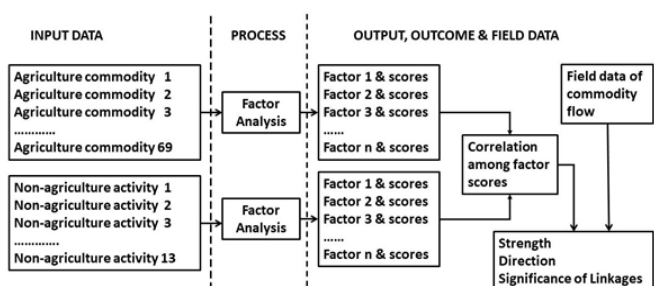 INPUT DATA
PROCESS
OUTPUT, OUTCOME & FIELD DATA
Agriculture commodity 1
Agriculture commodity 2
Agriculture commodity 3
............
Agriculture commodity 69
Factor
Analysis
Factor 1 & scores
Factor 2 & scores
Factor 3 & scores
......
Factor n & scores
Field data of
commodity
flow
Correlation
among factor
scores
Non-agriculture activity 1
Non-agriculture activity 2
Non-agriculture activity 3
.............
Non-agriculture activity 13
Factor
Analysis
Factor 1 & scores
Factor 2 & scores
Factor 3 & scores
......
Factor n & scores
Strength
Direction
Significance of Linkages